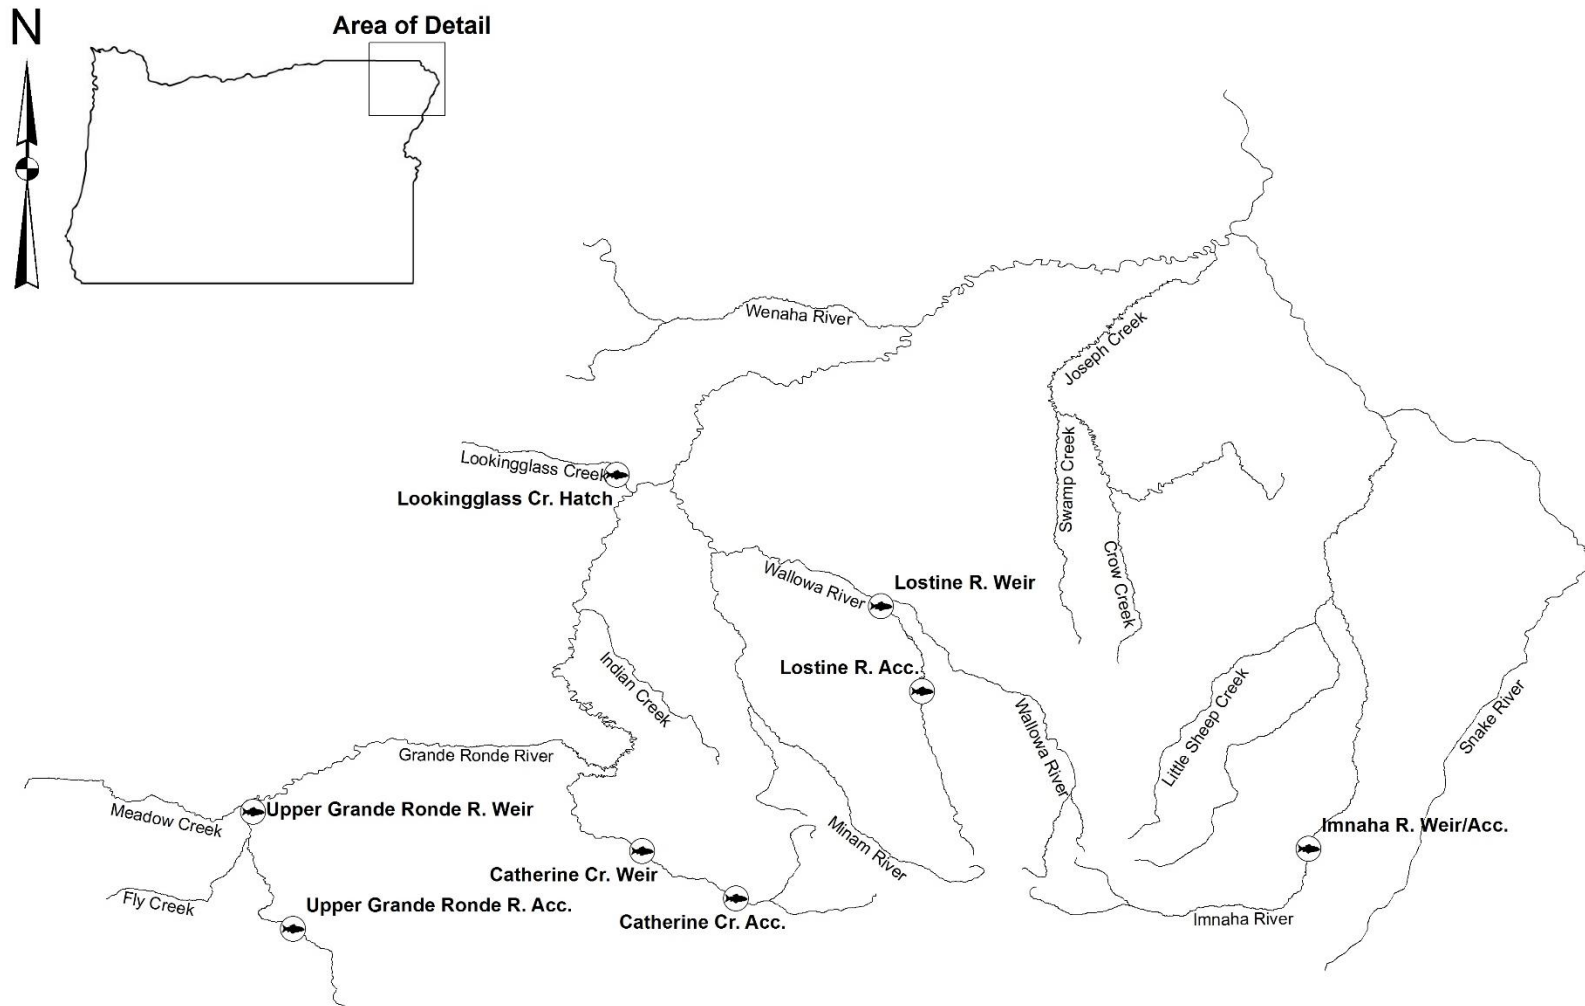 N
Area of Detail
Wenaha River
Joseph Creek
Lookingglass Creek
Lookingglass Cr. Hatch
Swamp Creek
Crow Creek
Wallowa River
Lostine R. Weir
Lostine R. Acc.
Indian Creek
Wallowa River
Little Sheep Creek
Snake River
Grande Ronde River
Meadow Creek
Upper Grande Ronde R. Weir
Minam River
Imnaha R. Weir/Acc.
Catherine Cr. Weir
Fly Creek
Upper Grande Ronde R. Acc.
Catherine Cr. Acc.
Imnaha River